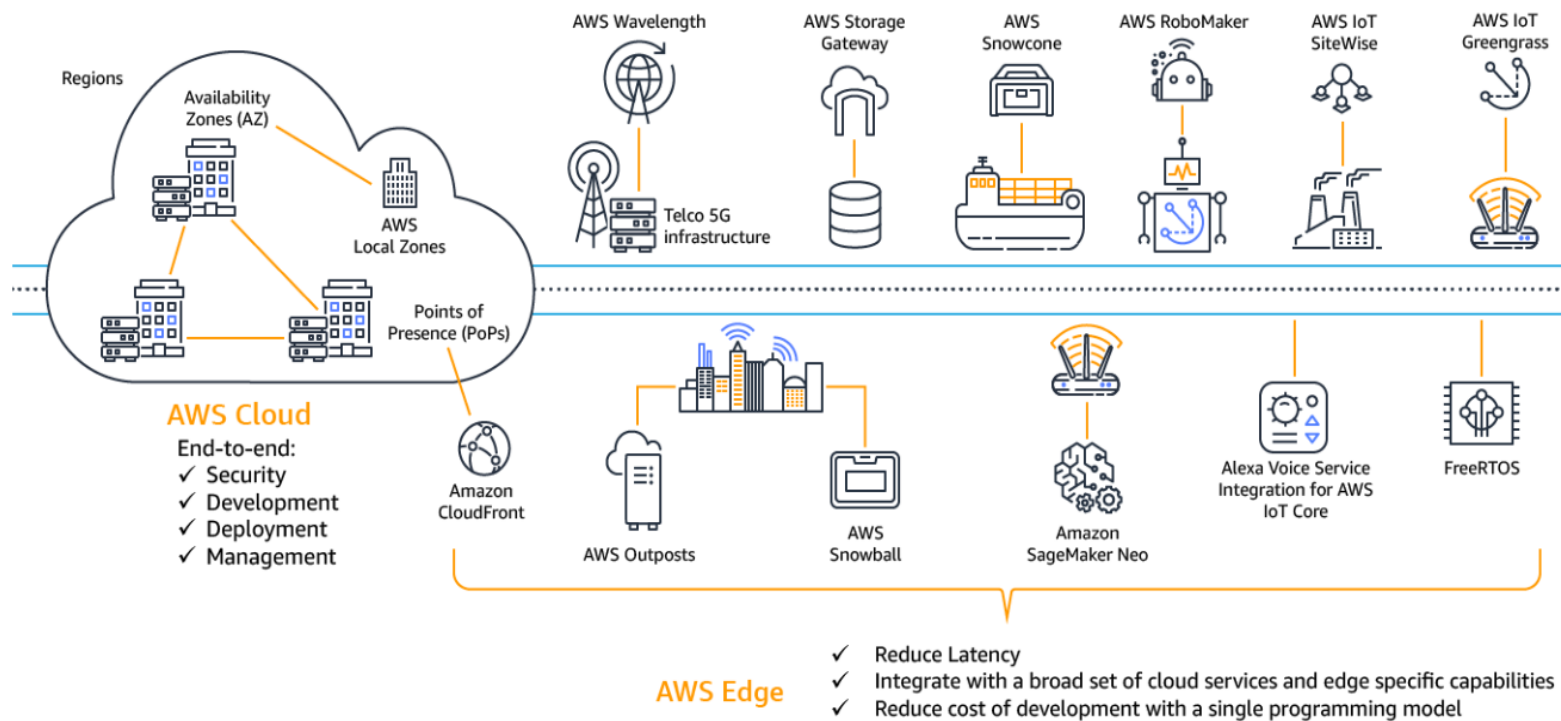 Regions
Availability
Zones (AZ)
AWS
Local Zones
Points of
Presence (PoPs)
AWS Wavelength
Telco 5G
infrastructure
AWS Storage
Gateway
AWS
Snowcone
AWS RoboMaker
AWS IoT
SiteWise
AWS IoT
Greengrass
AWS Cloud
End-to-end:
✓ Security
✓ Development
✓ Deployment
✓ Management
Amazon
CloudFront
AWS Outposts
AWS
Snowball
Amazon
SageMaker Neo
Alexa Voice Service
Integration for AWS
IoT Core
FreeRTOS
AWS Edge
✓ Reduce Latency
✓ Integrate with a broad set of cloud services and edge specific capabilities
✓ Reduce cost of development with a single programming model